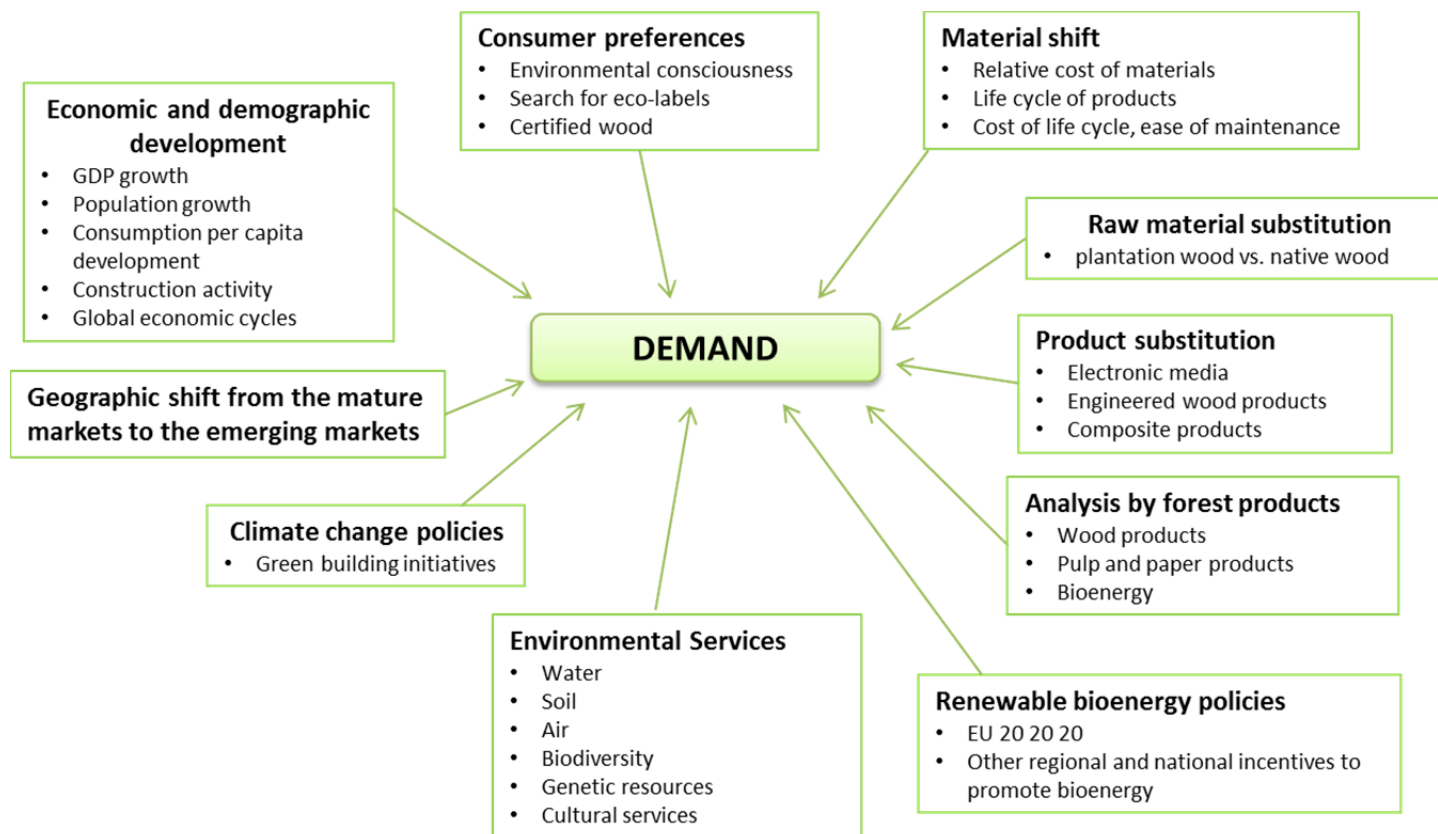 Consumer preferences
• Environmental consciousness
• Search for eco-labels
• Certified wood
Material shift
• Relative cost of materials
• Life cycle of products
• Cost of life cycle, ease of maintenance
Economic and demographic
development
• GDP growth
• Population growth
• Consumption per capita
development
• Construction activity
• Global economic cycles
Raw material substitution
• plantation wood vs. native wood
DEMAND
Product substitution
• Electronic media
• Engineered wood products
• Composite products
Geographic shift from the mature
markets to the emerging markets
Analysis by forest products
• Wood products
• Pulp and paper products
• Bioenergy
Climate change policies
• Green building initiatives
Environmental Services
• Water
• Soil
• Air
• Biodiversity
• Genetic resources
• Cultural services
Renewable bioenergy policies
• EU 20 20 20
• Other regional and national incentives to
promote bioenergy